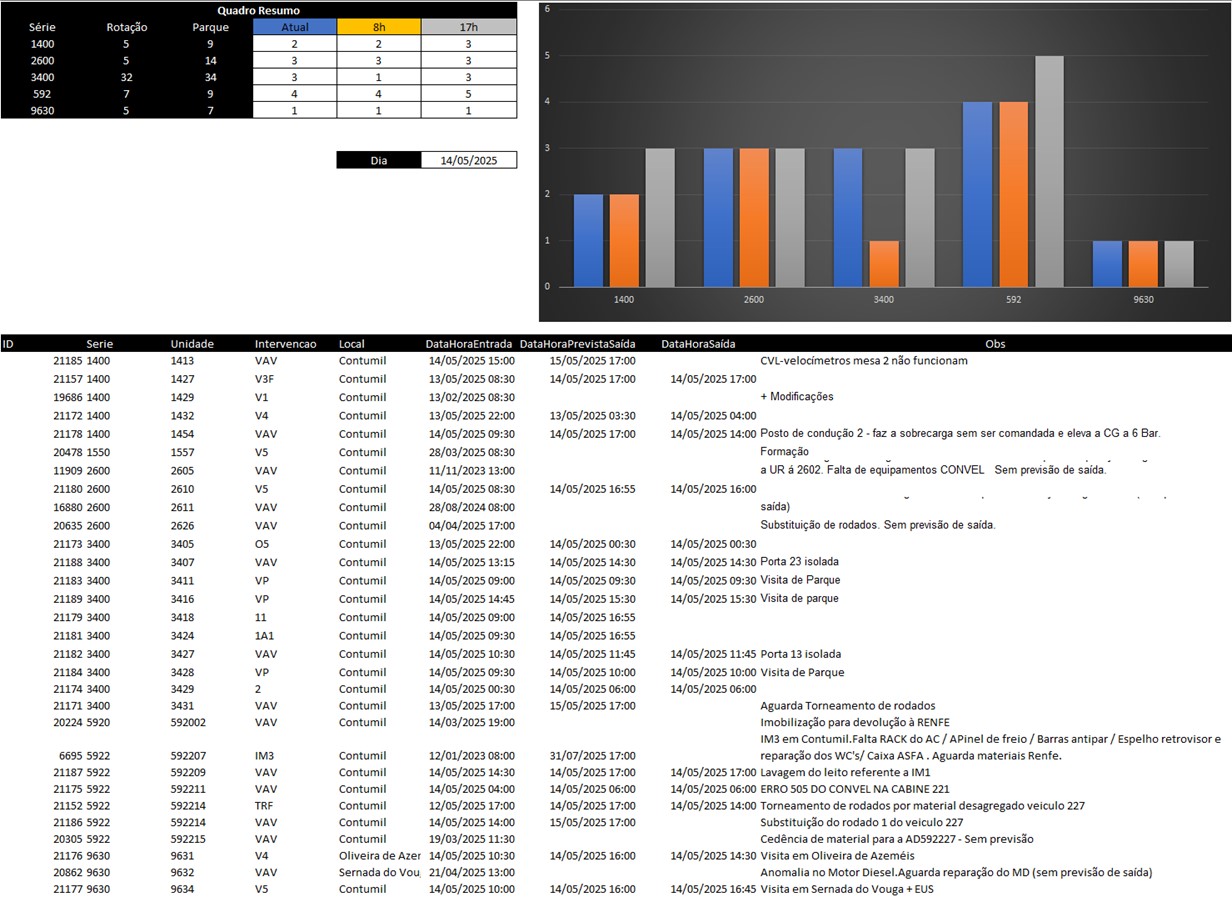 Quadro Resumo
Série Rotação Parque Atual 8h 17h
1400 5 9 2 2 3
2600 5 14 3 3 3
3400 32 34 3 1 3
592 7 9 4 4 5
9630 5 7 1 1 1
Dia 14/05/2025
6
5
4
3
2
1
0
1400 2600 3400 592 9630
ID Serie Unidade Intervencao Local DataHoraEntrada DataHoraPrevistaSaída DataHoraSaída Obs
21185 1400 1413 VAV Contumil 14/05/2025 15:00 15/05/2025 17:00 CVL-velocímetros mesa 2 não funcionam
21157 1400 1427 V3F Contumil 13/05/2025 08:30 14/05/2025 17:00 14/05/2025 17:00
19686 1400 1429 V1 Contumil 13/02/2025 08:30 + Modificações
21172 1400 1432 V4 Contumil 13/05/2025 22:00 13/05/2025 03:30 14/05/2025 04:00
21178 1400 1454 VAV Contumil 14/05/2025 09:30 14/05/2025 17:00 14/05/2025 14:00 Posto de condução 2 - faz a sobrecarga sem ser comandada e eleva a CG a 6 Bar.
20478 1550 1557 V5 Contumil 28/03/2025 08:30 Formação
11909 2600 2605 VAV Contumil 11/11/2023 13:00 a UR á 2602. Falta de equipamentos CONVEL Sem previsão de saída.
21180 2600 2610 V5 Contumil 14/05/2025 08:30 14/05/2025 16:55 14/05/2025 16:00
16880 2600 2611 VAV Contumil 28/08/2024 08:00 saída)
20635 2600 2626 VAV Contumil 04/04/2025 17:00 Substituição de rodados. Sem previsão de saída.
21173 3400 3405 O5 Contumil 13/05/2025 22:00 14/05/2025 00:30 14/05/2025 00:30
21188 3400 3407 VAV Contumil 14/05/2025 13:15 14/05/2025 14:30 14/05/2025 14:30 Porta 23 isolada
21183 3400 3411 VP Contumil 14/05/2025 09:00 14/05/2025 09:30 14/05/2025 09:30 Visita de Parque
21189 3400 3416 VP Contumil 14/05/2025 14:45 14/05/2025 15:30 14/05/2025 15:30 Visita de parque
21179 3400 3418 11 Contumil 14/05/2025 09:00 14/05/2025 16:55
21181 3400 3424 1A1 Contumil 14/05/2025 09:30 14/05/2025 16:55
21182 3400 3427 VAV Contumil 14/05/2025 10:30 14/05/2025 11:45 14/05/2025 11:45 Porta 13 isolada
21184 3400 3428 VP Contumil 14/05/2025 09:30 14/05/2025 10:00 14/05/2025 10:00 Visita de Parque
21174 3400 3429 2 Contumil 14/05/2025 00:30 14/05/2025 06:00 14/05/2025 06:00
21171 3400 3431 VAV Contumil 13/05/2025 17:00 15/05/2025 17:00 Aguarda Torneamento de rodados
20224 5920 592002 VAV Contumil 14/03/2025 19:00 Imobilização para devolução à RENFE
IM3 em Contumil.Falta RACK do AC / APinel de freio / Barras antipar / Espelho retrovisor e
6695 5922 592207 IM3 Contumil 12/01/2023 08:00 31/07/2025 17:00 reparação dos WC's/ Caixa ASFA . Aguarda materiais Renfe.
21187 5922 592209 VAV Contumil 14/05/2025 14:30 14/05/2025 17:00 14/05/2025 17:00 Lavagem do leito referente a IM1
21175 5922 592211 VAV Contumil 14/05/2025 04:00 14/05/2025 06:00 14/05/2025 06:00 ERRO 505 DO CONVEL NA CABINE 221
21152 5922 592214 TRF Contumil 12/05/2025 17:00 14/05/2025 17:00 14/05/2025 14:00 Torneamento de rodados por material desagregado veiculo 227
21186 5922 592214 VAV Contumil 14/05/2025 14:00 15/05/2025 17:00 Substituição do rodado 1 do veiculo 227
20305 5922 592215 VAV Contumil 19/03/2025 11:30 Cedência de material para a AD592227 - Sem previsão
21176 9630 9631 V4 Oliveira de Azer 14/05/2025 10:30 14/05/2025 16:00 14/05/2025 14:30 Visita em Oliveira de Azeméis
20862 9630 9632 VAV Sernada do Vou 21/04/2025 13:00 Anomalia no Motor Diesel.Aguarda reparação do MD (sem previsão de saída)
21177 9630 9634 V5 Contumil 14/05/2025 10:00 14/05/2025 16:00 14/05/2025 16:45 Visita em Sernada do Vouga + EUS